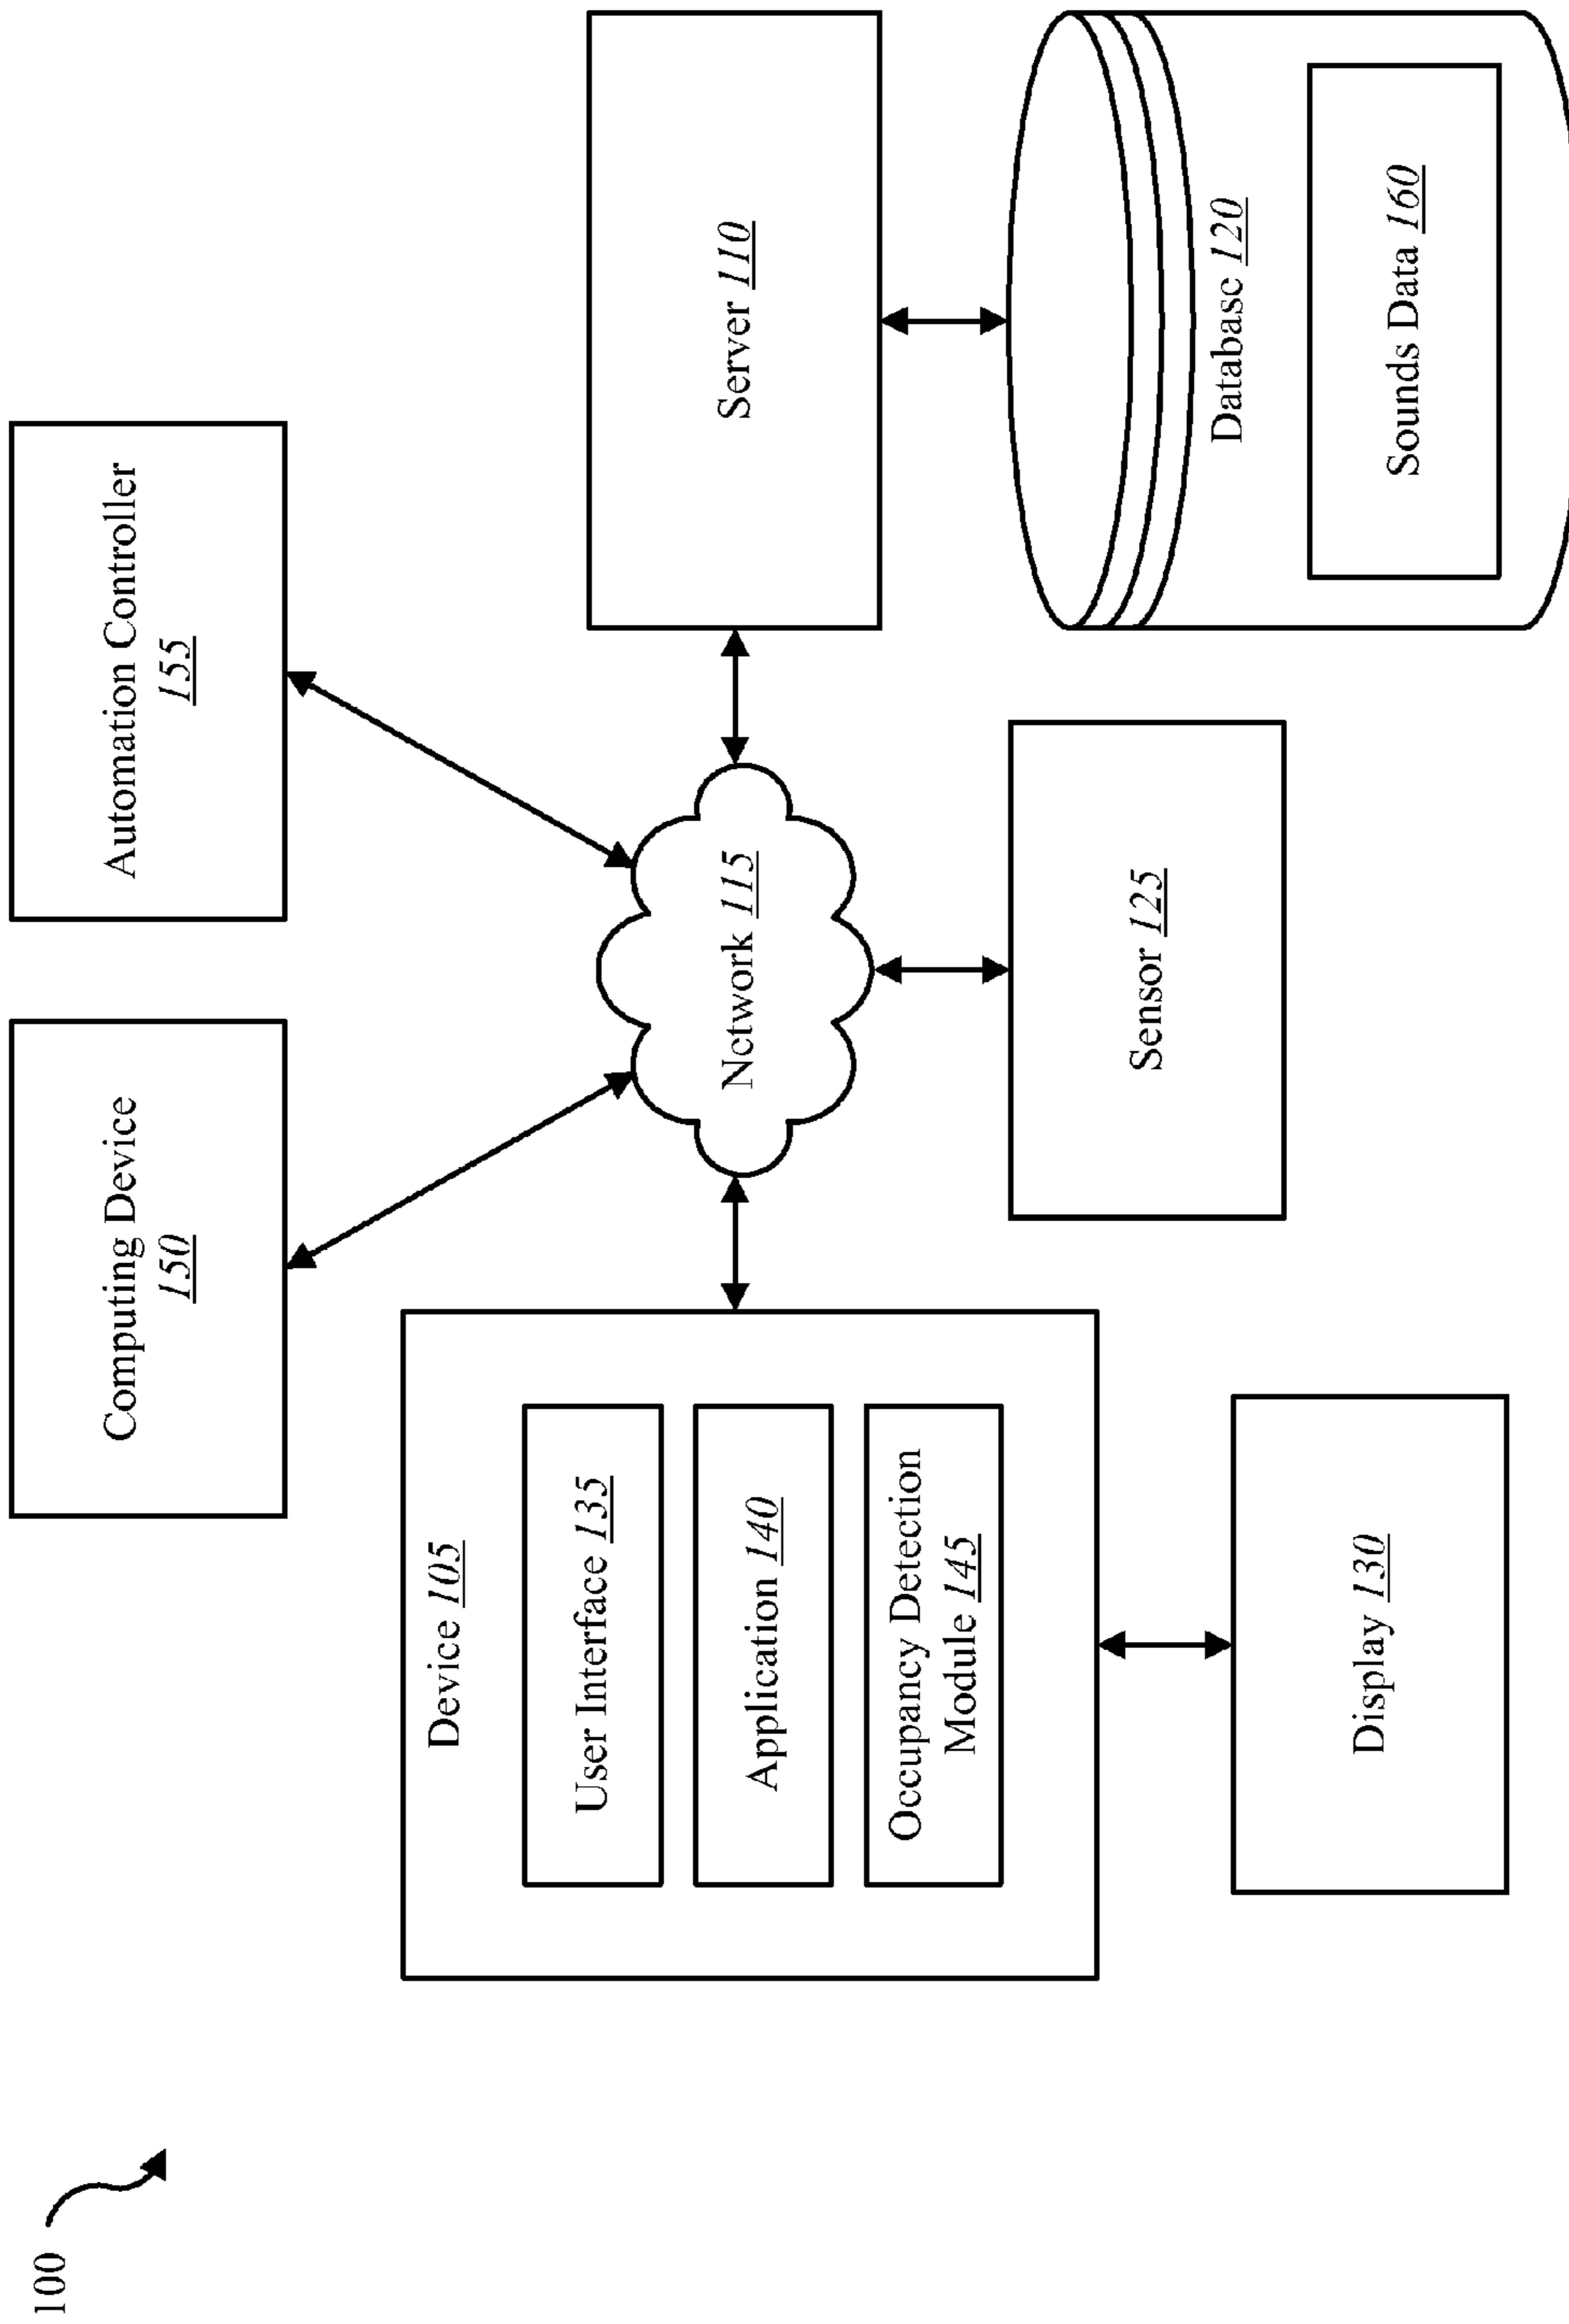 100
Computing Device
150
Automation Controller
155
Device 105
User Interface 135
Application 140
Occupancy Detection
Module 145
Network 115
Server 110
Sensor 125
Display 130
Database 120
Sounds Data 160